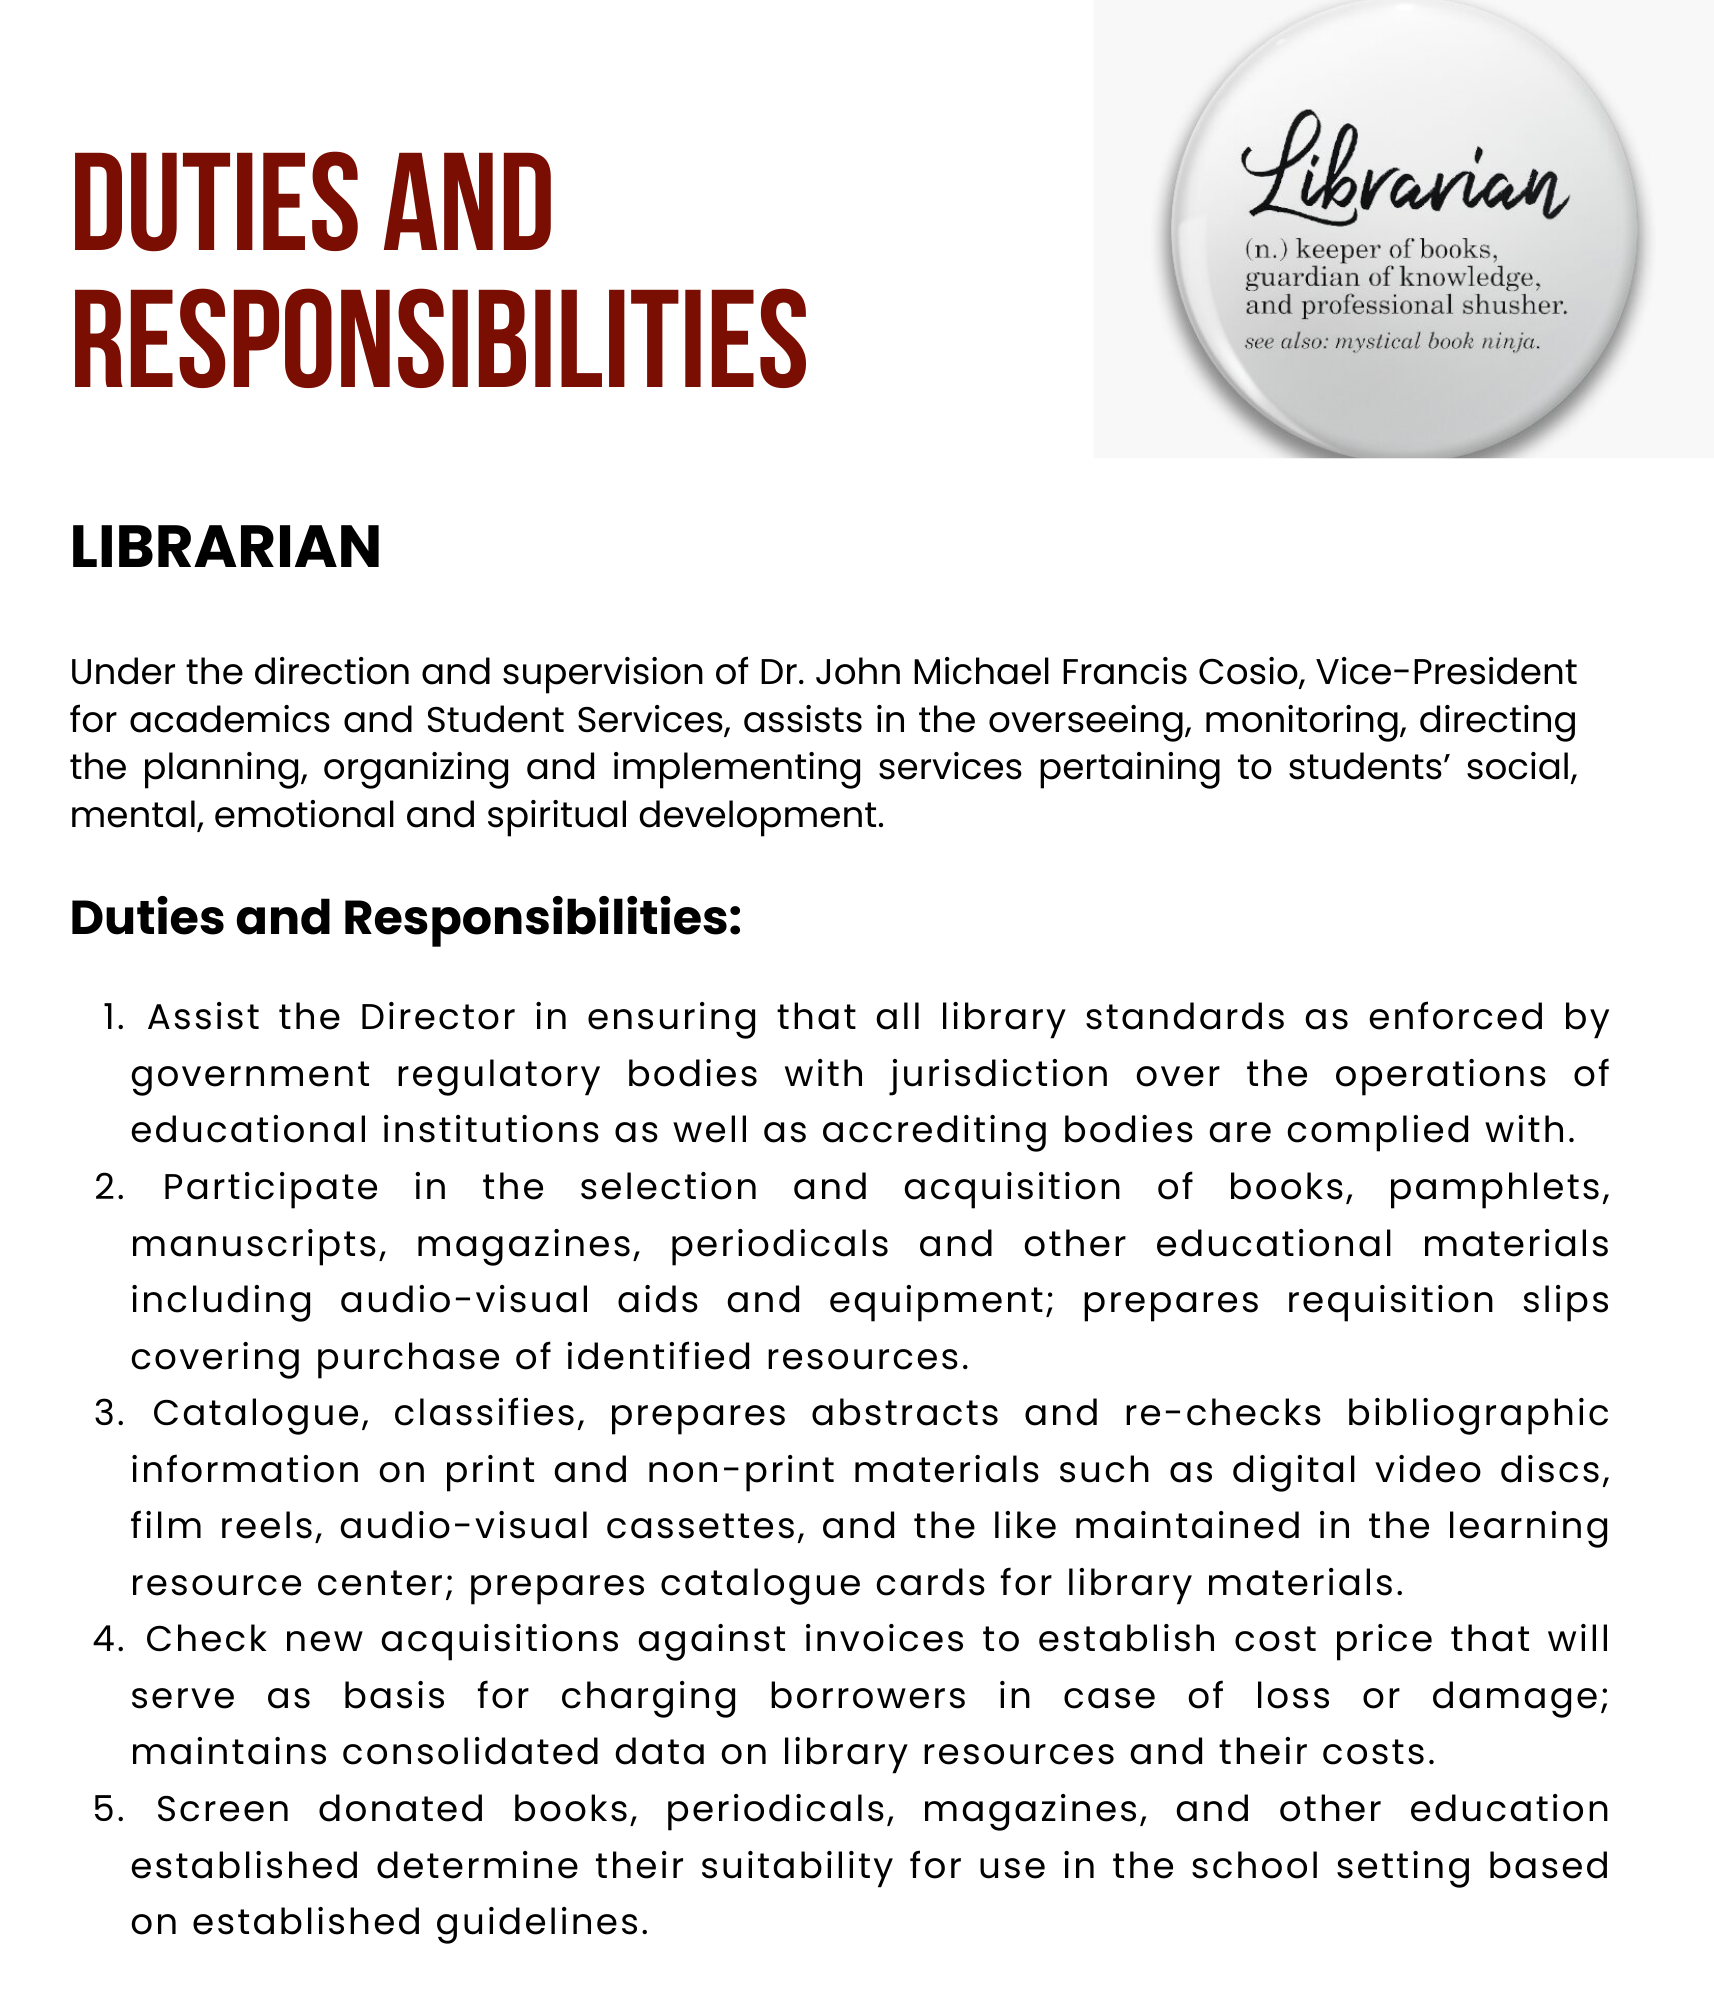 DUTIES AND
RESPONSIBILITIES
Librarian
(n.) keeper of books,
guardian of knowledge,
and professional shusher.
see also: mystical book ninja.
LIBRARIAN
Under the direction and supervision of Dr. John Michael Francis Cosio, Vice-President
for academics and Student Services, assists in the overseeing, monitoring, directing
the planning, organizing and implementing services pertaining to students’ social,
mental, emotional and spiritual development.
Duties and Responsibilities:
1. Assist the Director in ensuring that all library standards as enforced by
government regulatory bodies with jurisdiction over the operations of
educational institutions as well as accrediting bodies are complied with.
2. Participate in the selection and acquisition of books, pamphlets,
manuscripts, magazines, periodicals and other educational materials
including audio-visual aids and equipment; prepares requisition slips
covering purchase of identified resources.
3. Catalogue, classifies, prepares abstracts and re-checks bibliographic
information on print and non-print materials such as digital video discs,
film reels, audio-visual cassettes, and the like maintained in the learning
resource center; prepares catalogue cards for library materials.
4. Check new acquisitions against invoices to establish cost price that will
serve as basis for charging borrowers in case of loss or damage;
maintains consolidated data on library resources and their costs.
5. Screen donated books, periodicals, magazines, and other education
established determine their suitability for use in the school setting based
on established guidelines.